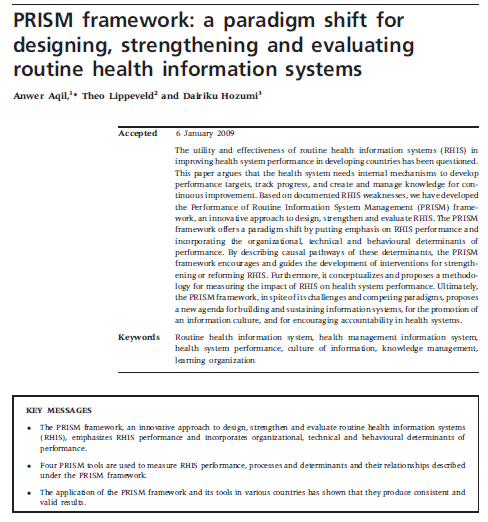 PRISM framework: a paradigm shift for
designing, strengthening and evaluating
routine health information systems
Anwer Aqil,1* Theo Lippeveld2 and Dairiku Hozumi3
Accepted 6 January 2009
The utility and effectiveness of routine health information systems (RHIS) in
improving health system performance in developing countries has been questioned.
This paper argues that the health system needs internal mechanisms to develop
performance targets, track progress, and create and manage knowledge for con-
tinuous improvement. Based on documented RHIS weaknesses, we have developed
the Performance of Routine Information System Management (PRISM) frame-
work, an innovative approach to design, strengthen and evaluate RHIS. The PRISM
framework offers a paradigm shift by putting emphasis on RHIS performance and
incorporating the organizational, technical and behavioural determinants of
performance. By describing causal pathways of these determinants, the PRISM
framework encourages and guides the development of interventions for strength-
ening or reforming RHIS. Furthermore, it conceptualizes and proposes a methodo-
logy for measuring the impact of RHIS on health system performance. Ultimately,
the PRISM framework, in spite of its challenges and competing paradigms, proposes
a new agenda for building and sustaining information systems, for the promotion of
an information culture, and for encouraging accountability in health systems.
Keywords Routine health information system, health management information system,
health system performance, culture of information, knowledge management,
learning organization
KEY MESSAGES
• The PRISM framework, an innovative approach to design, strengthen and evaluate routine health information systems
(RHIS), emphasizes RHIS performance and incorporates organizational, technical and behavioural determinants of
performance.
• Four PRISM tools are used to measure RHIS performance, processes and determinants and their relationships described
under the PRISM framework.
• The application of the PRISM framework and its tools in various countries has shown that they produce consistent and
valid results.